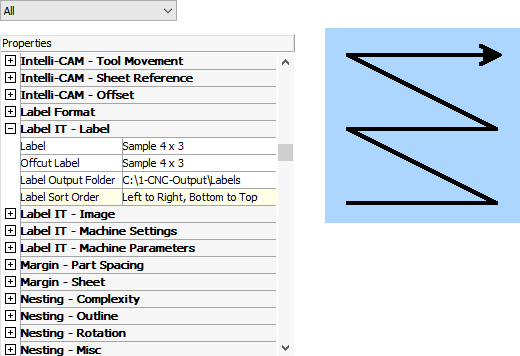 All
Properties
Intelli-CAM - Tool Movement
Intelli-CAM - Sheet Reference
Intelli-CAM - Offset
Label Format
Label IT - Label
Label Sample 4 x 3
Offcut Label Sample 4 x 3
Label Output Folder C:\1-CNC-Output\Labels
Label Sort Order Left to Right, Bottom to Top
Label IT - Image
Label IT - Machine Settings
Label IT - Machine Parameters
Margin - Part Spacing
Margin - Sheet
Nesting - Complexity
Nesting - Outline
Nesting - Rotation
Nesting - Misc